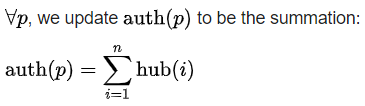 ∀p, we update auth(p) to be the summation:
auth(p) = ∑_{i=1}^{n} hub(i)